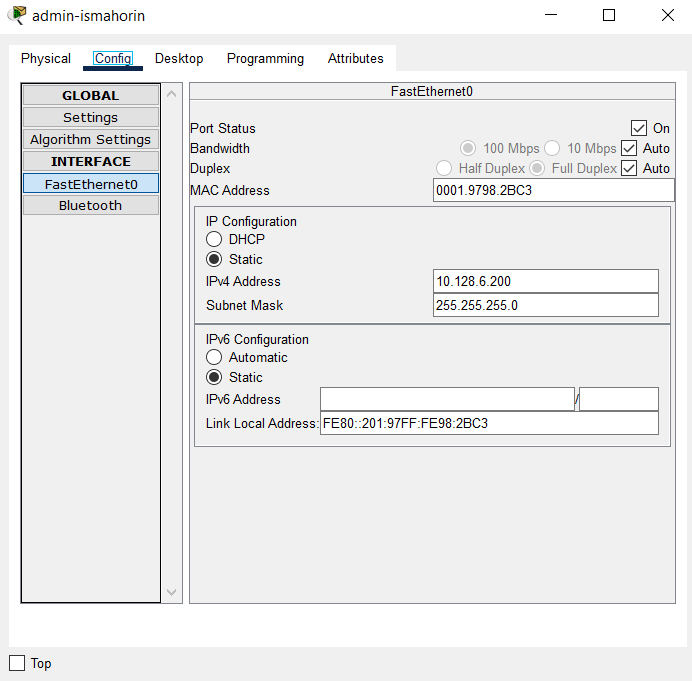 admin-ismahorin
Physical Config Desktop Programming Attributes
GLOBAL
Settings
Algorithm Settings
INTERFACE
FastEthernet0
Bluetooth
FastEthernet0
Port Status On
Bandwidth 100 Mbps 10 Mbps Auto
Duplex Half Duplex Full Duplex Auto
MAC Address 0001.9798.2BC3
IP Configuration
DHCP
Static
IPv4 Address 10.128.6.200
Subnet Mask 255.255.255.0
IPv6 Configuration
Automatic
Static
IPv6 Address /
Link Local Address: FE80::201:97FF:FE98:2BC3
Top